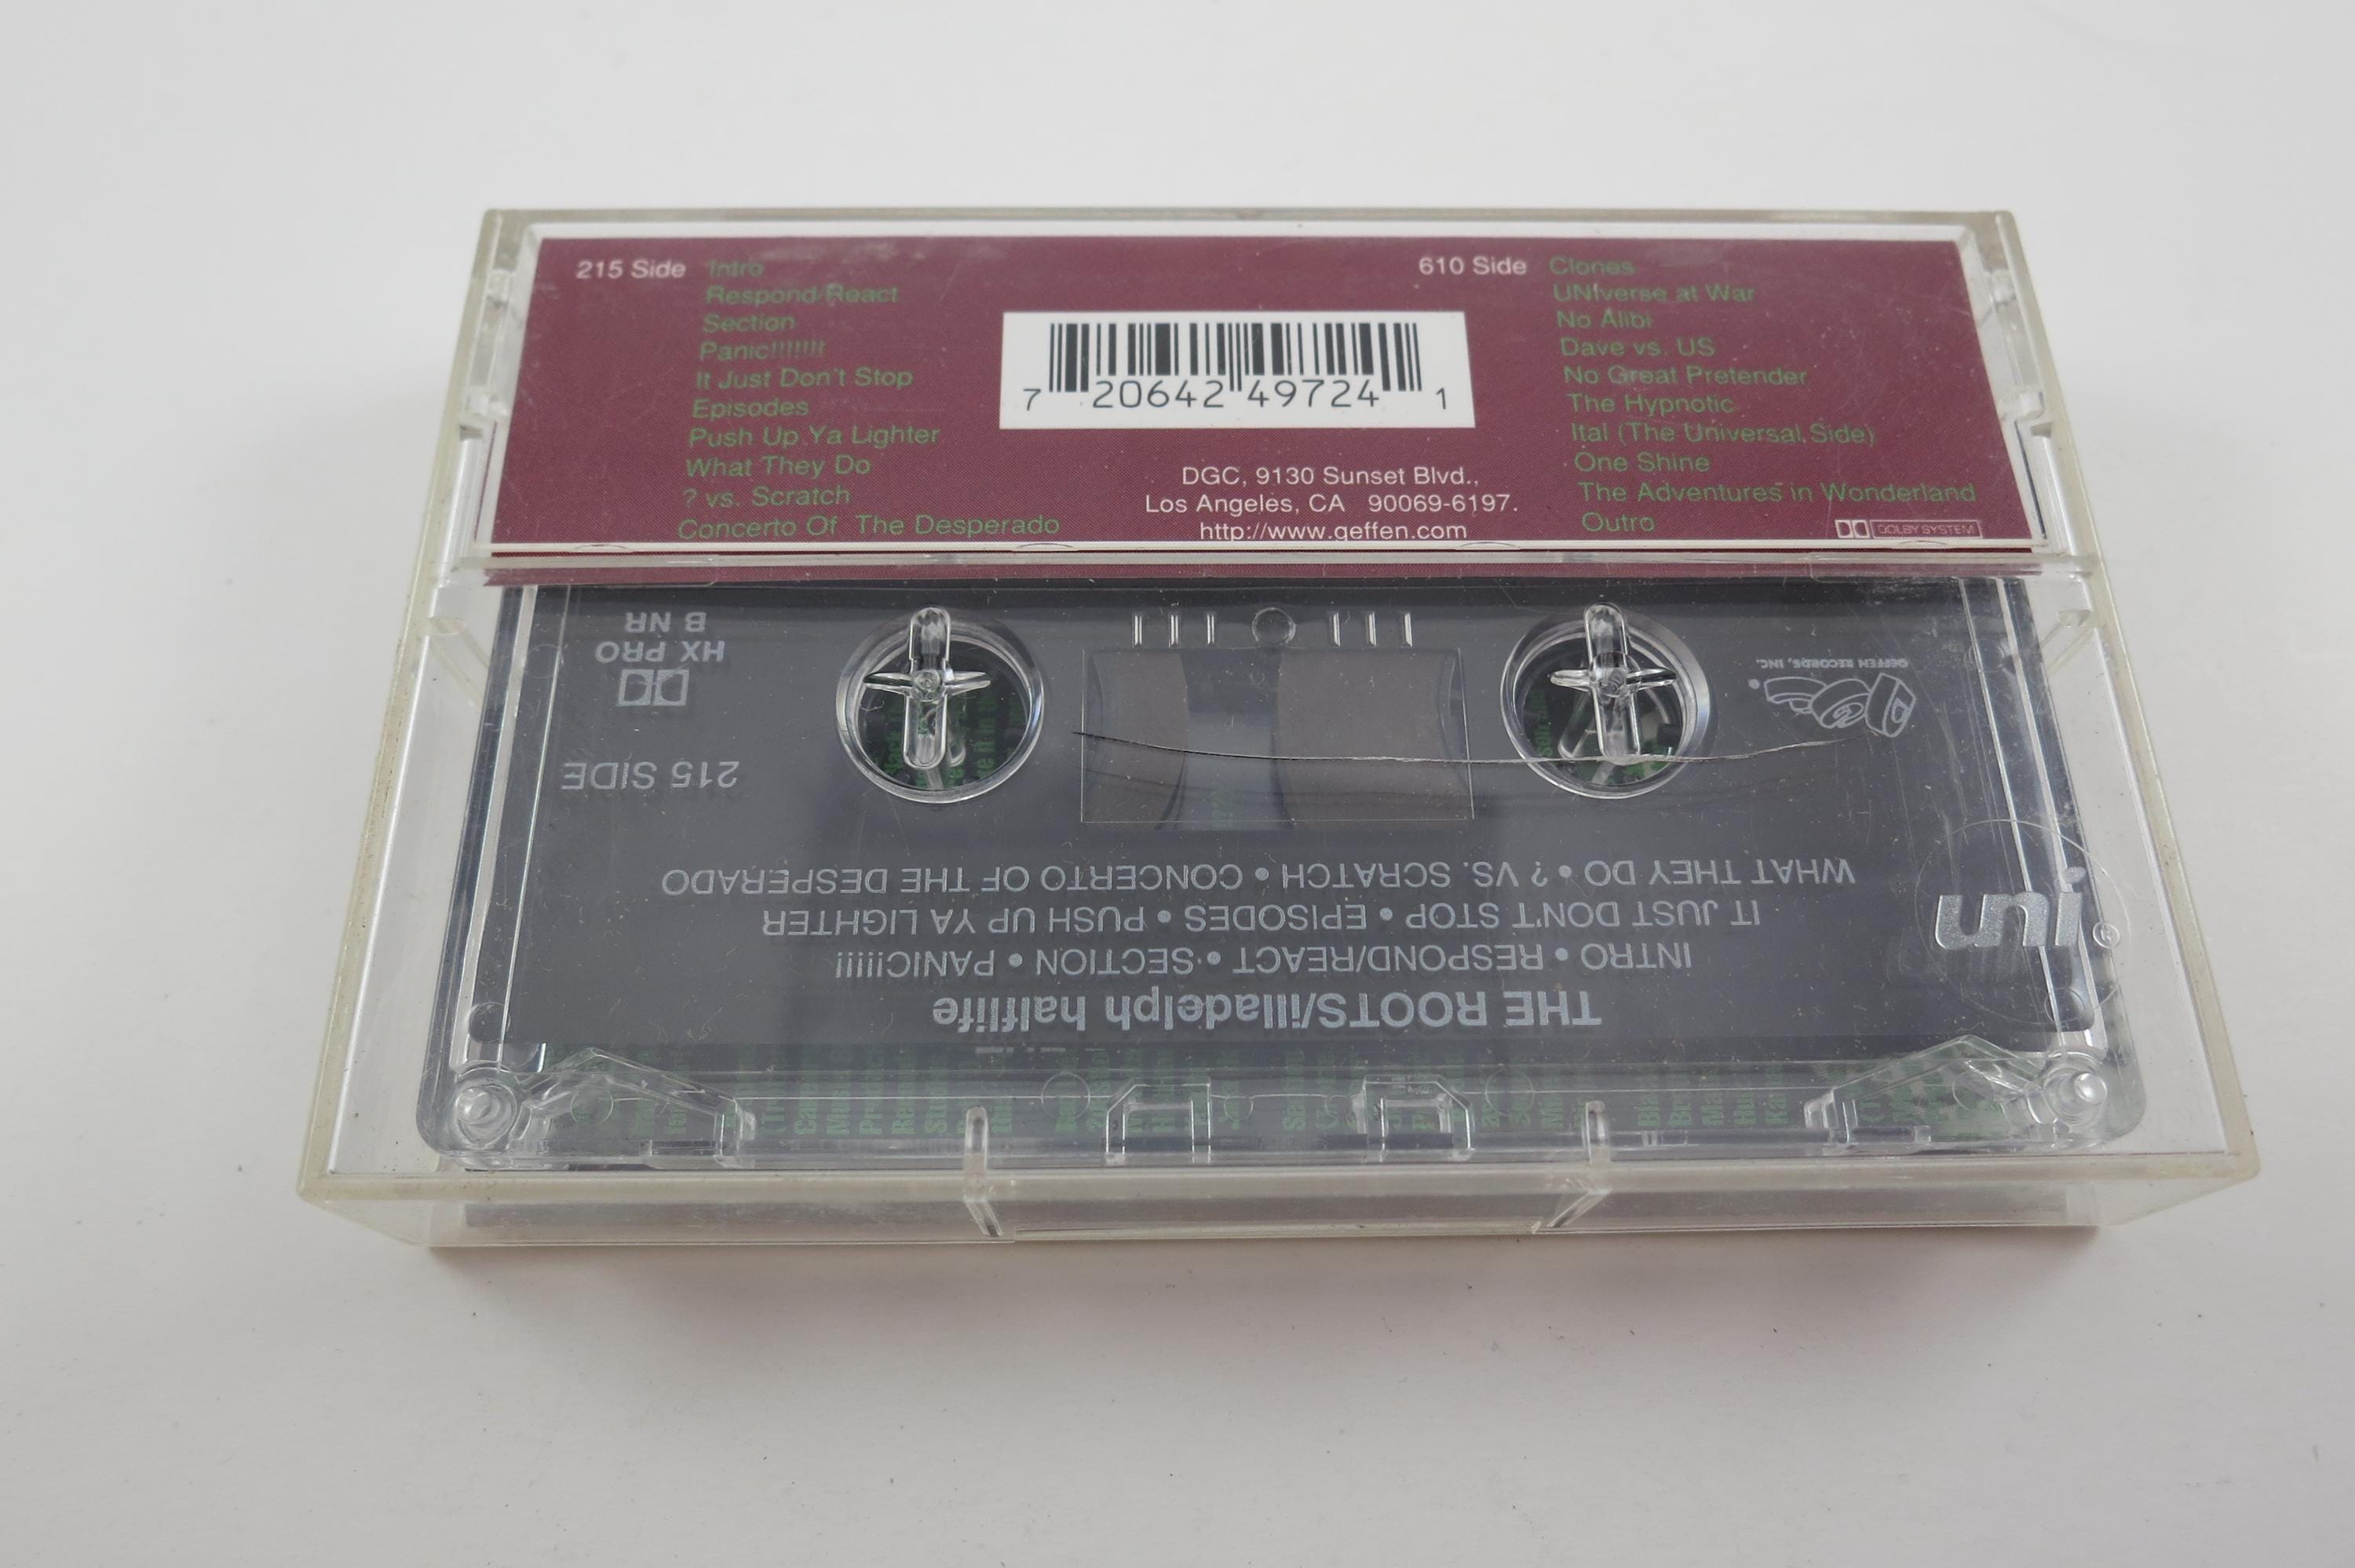 215 Side
Intro
Respond/React
Section
Panic!!!!!!!
It Just Don't Stop
Episodes
Push Up Ya Lighter
What They Do
? vs. Scratch
Concerto Of The Desperado
7 20642 49724 1
DGC, 9130 Sunset Blvd.,
Los Angeles, CA 90069-6197.
http://www.geffen.com
610 Side
Clones
UNIverse at War
No Alibi
Dave vs. US
No Great Pretender
The Hypnotic
Ital (The Universal Side)
One Shine
The Adventures in Wonderland
Outro
DOLBY SYSTEM
THE ROOTS/illadelph halflife
INTRO • RESPOND/REACT • SECTION • PANIC!!!!!!
IT JUST DON'T STOP • EPISODES • PUSH UP YA LIGHTER
WHAT THEY DO • ? VS. SCRATCH • CONCERTO OF THE DESPERADO
uni®
215 SIDE
HX PRO
B NR
GEFFEN RECORDS, INC.